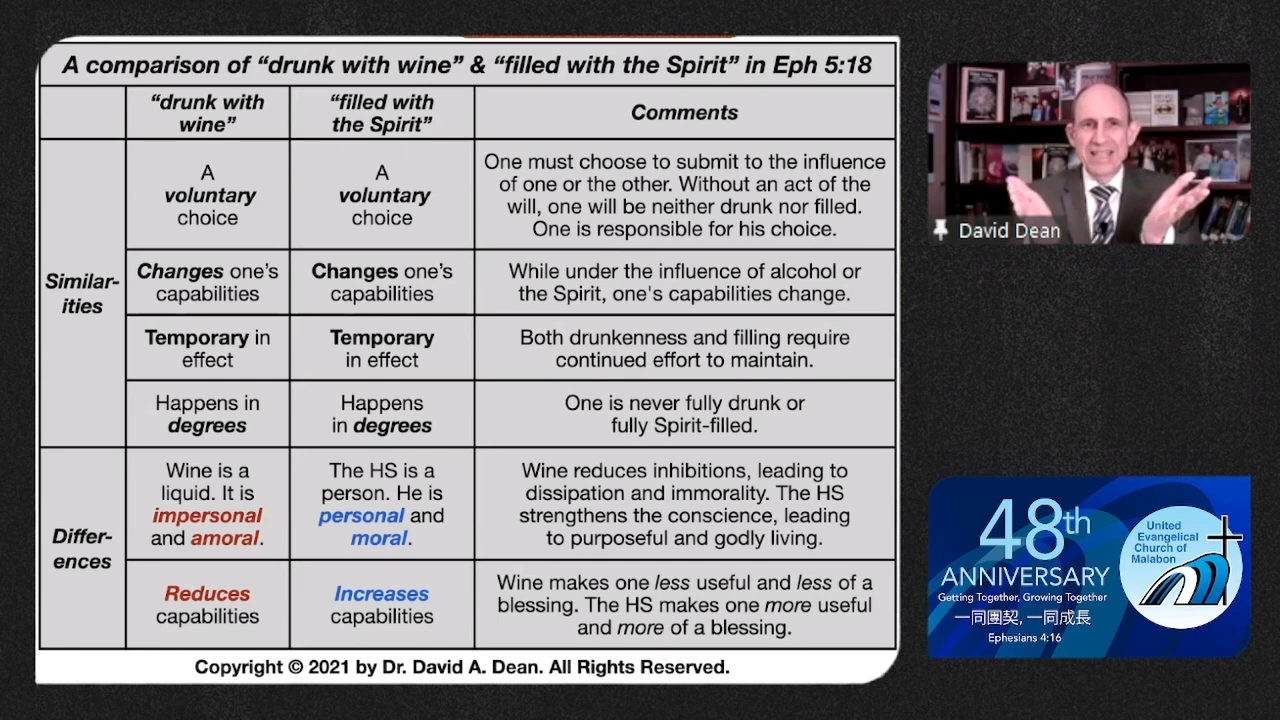 A comparison of “drunk with wine” & “filled with the Spirit” in Eph 5:18
“drunk with
wine”
“filled with
the Spirit”
Comments
Similar-
ities
A
voluntary
choice
A
voluntary
choice
One must choose to submit to the influence
of one or the other. Without an act of the
will, one will be neither drunk nor filled.
One is responsible for his choice.
Changes one’s
capabilities
Changes one’s
capabilities
While under the influence of alcohol or
the Spirit, one's capabilities change.
Temporary in
effect
Temporary
in effect
Both drunkenness and filling require
continued effort to maintain.
Happens in
degrees
Happens
in degrees
One is never fully drunk or
fully Spirit-filled.
Differ-
ences
Wine is a
liquid. It is
impersonal
and amoral.
The HS is a
person. He is
personal and
moral.
Wine reduces inhibitions, leading to
dissipation and immorality. The HS
strengthens the conscience, leading
to purposeful and godly living.
Reduces
capabilities
Increases
capabilities
Wine makes one less useful and less of a
blessing. The HS makes one more useful
and more of a blessing.
Copyright © 2021 by Dr. David A. Dean. All Rights Reserved.
David Dean
48th
ANNIVERSARY
Getting Together, Growing Together
一同團契, 一同成長
Ephesians 4:16
United
Evangelical
Church of
Malabon